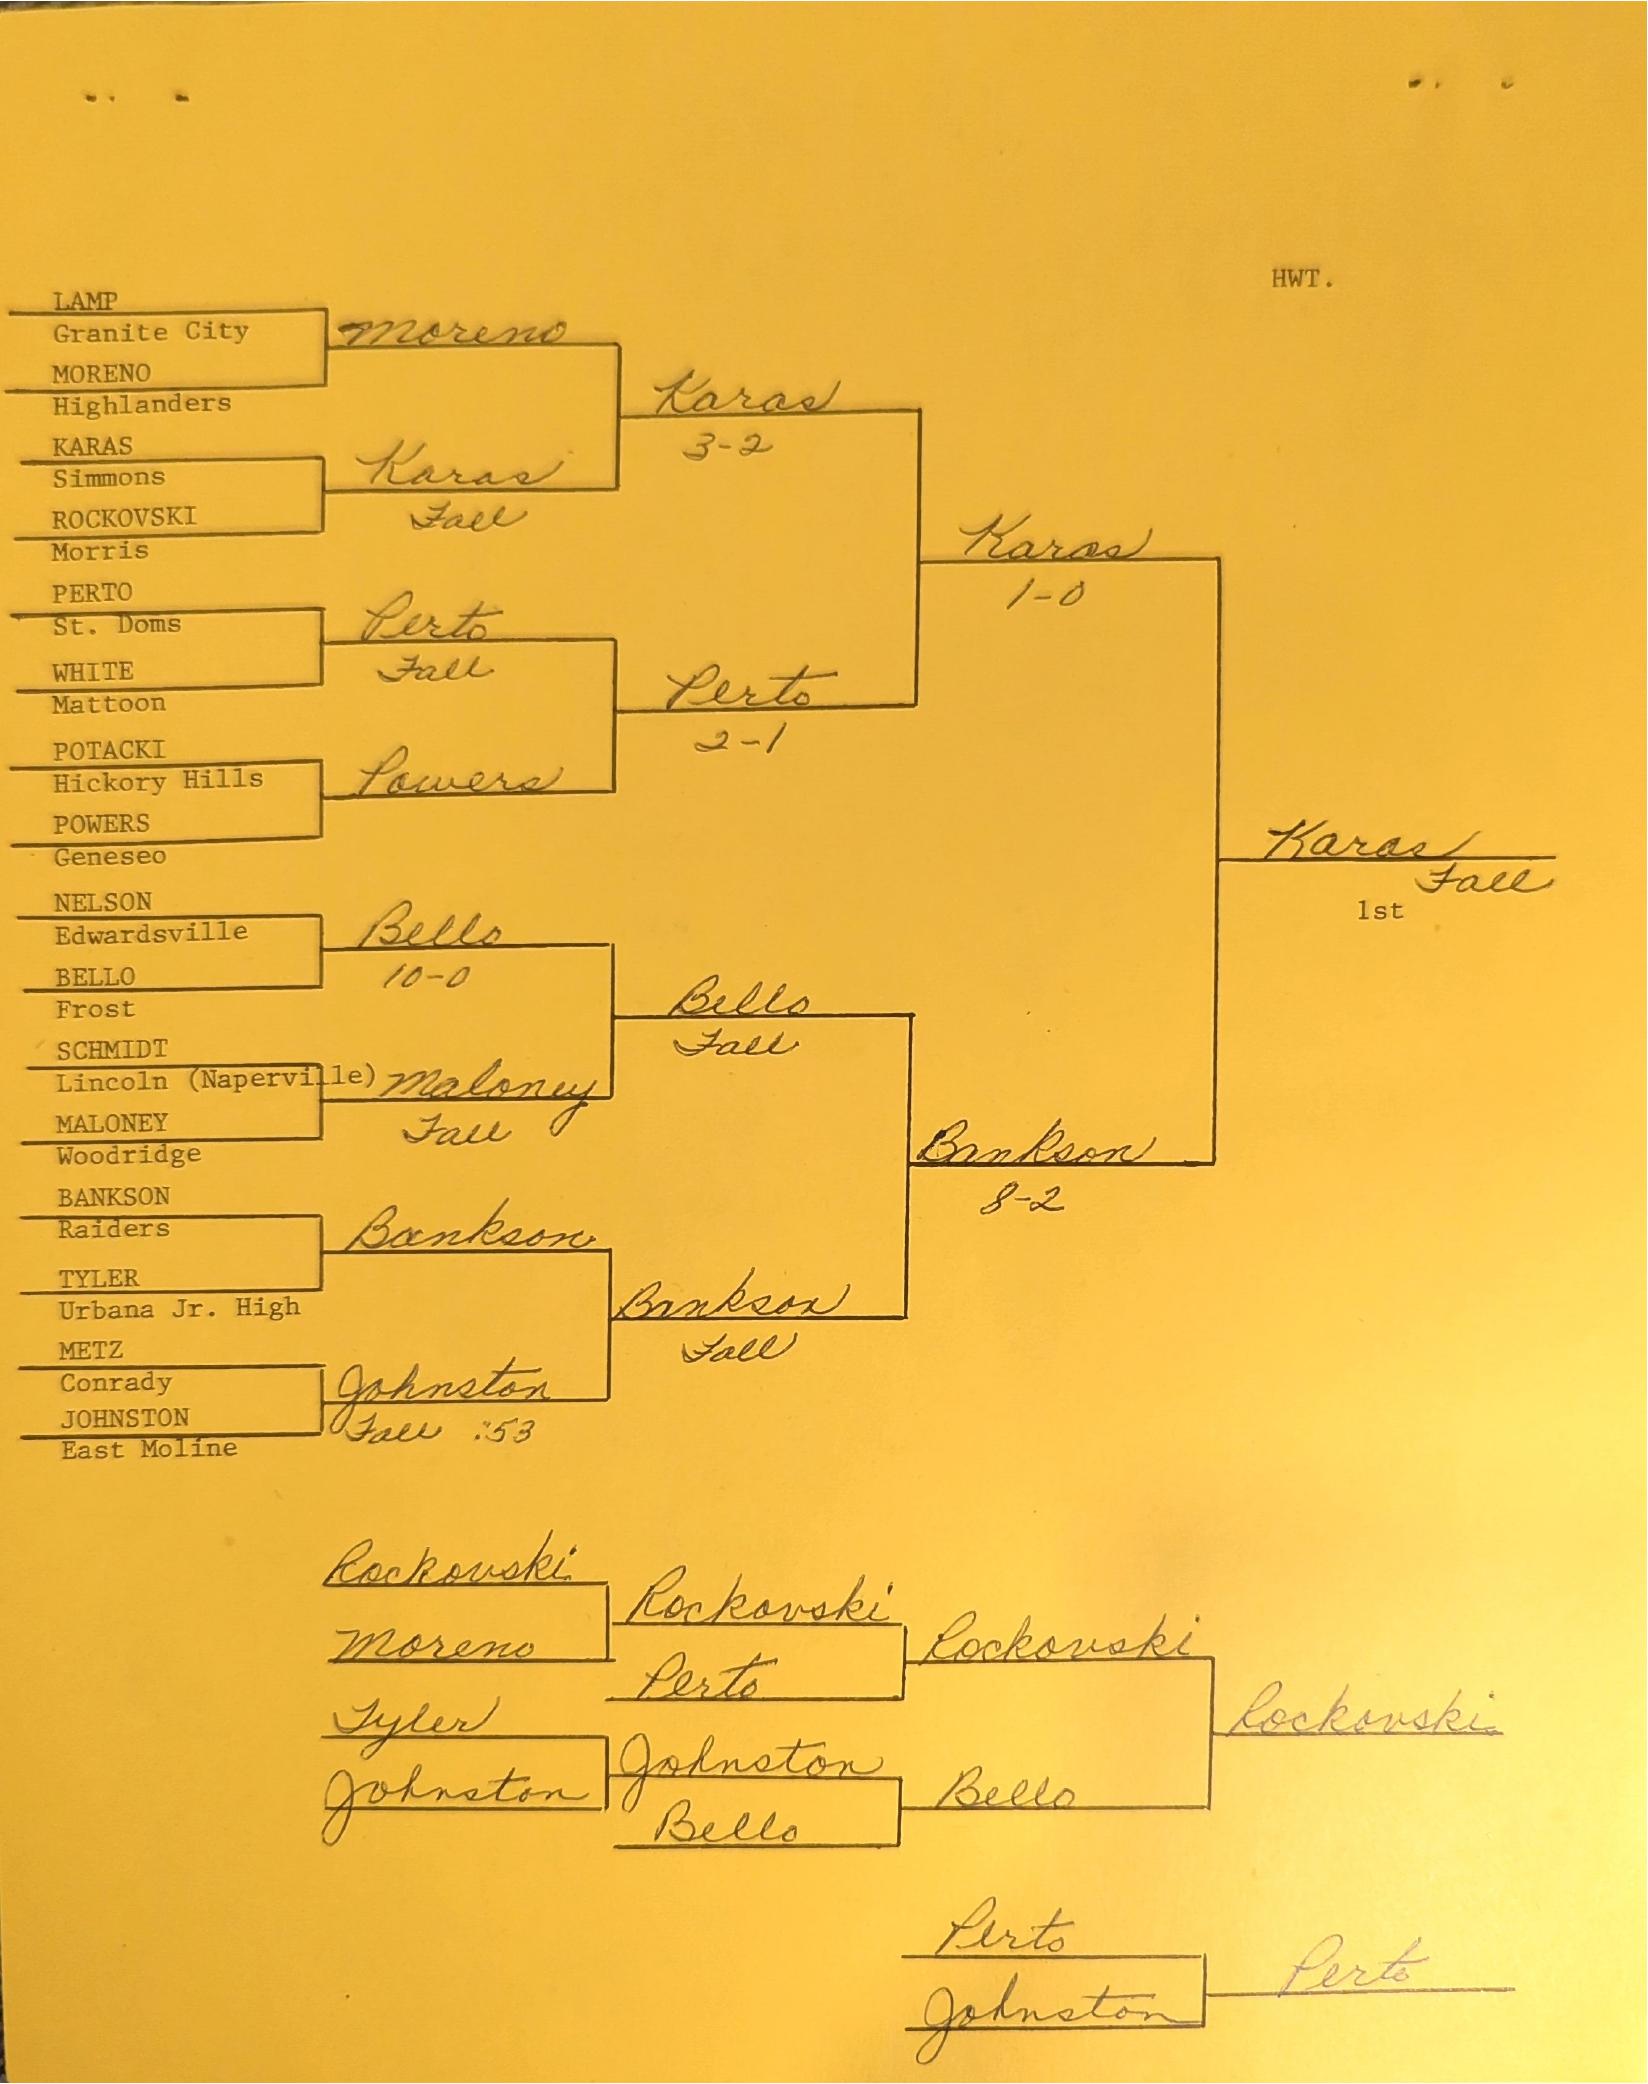 HWT.
LAMP
Granite City
Moreno
MORENO
Highlanders
Karas
3-2
KARAS
Simmons
Karas
Fall
ROCKOVSKI
Morris
Karas
1-0
PERTO
St. Doms
Perto
Fall
WHITE
Mattoon
Perto
2-1
POTACKI
Hickory Hills
Powers
POWERS
Geneseo
Karas
Fall
1st
NELSON
Edwardsville
Bello
10-0
BELLO
Frost
Bello
Fall
SCHMIDT
Lincoln (Naperville)
Maloney
Fall
MALONEY
Woodridge
Bankson
8-2
BANKSON
Raiders
Bankson
TYLER
Urbana Jr. High
Bankson
Fall
METZ
Conrady
Johnston
Fall :53
JOHNSTON
East Moline
Rockovski
Moreno
Rockovski
Perto
Rockovski
Tyler
Johnston
Johnston
Bello
Bello
Rockovski
Perto
Johnston
Perto